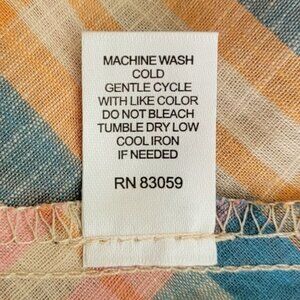 MACHINE WASH
COLD
GENTLE CYCLE
WITH LIKE COLOR
DO NOT BLEACH
TUMBLE DRY LOW
COOL IRON
IF NEEDED
RN 83059